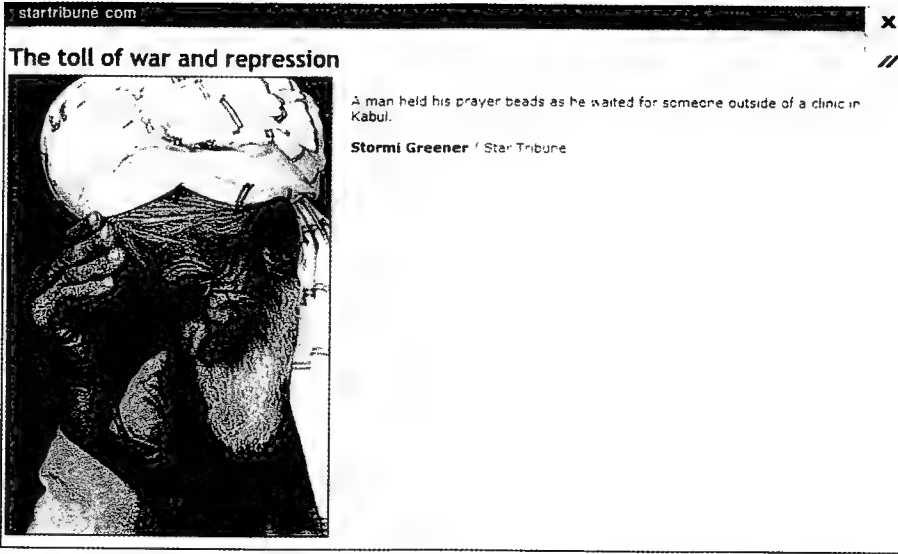 startribune com
x
The toll of war and repression
A man held his prayer beads as he waited for someone outside of a clinic in
Kabul.
Stormi Greener / Star Tribune